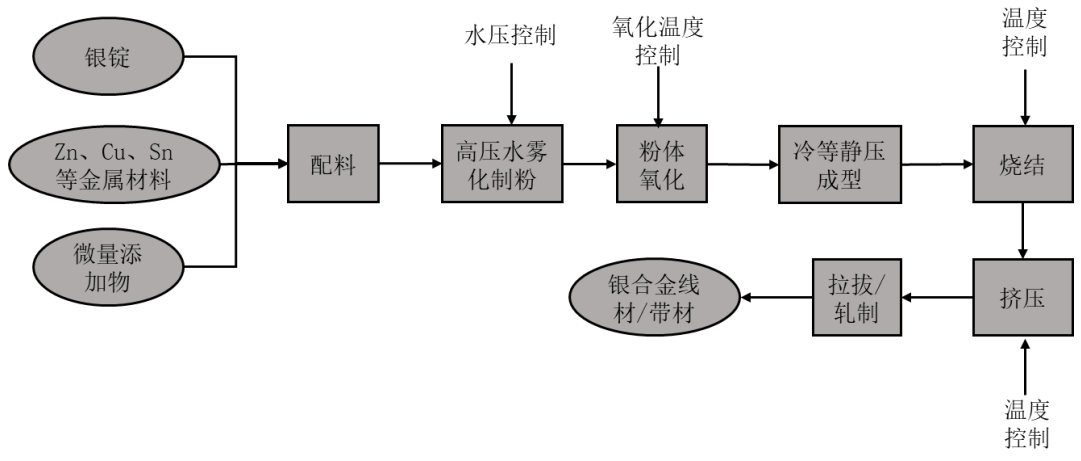 银锭
Zn、Cu、Sn
等金属材料
微量添
加物
配料
水压控制
高压水雾
化制粉
氧化温度
控制
粉体
氧化
冷等静压
成型
温度
控制
烧结
挤压
温度
控制
拉拔/
轧制
银合金线
材/带材